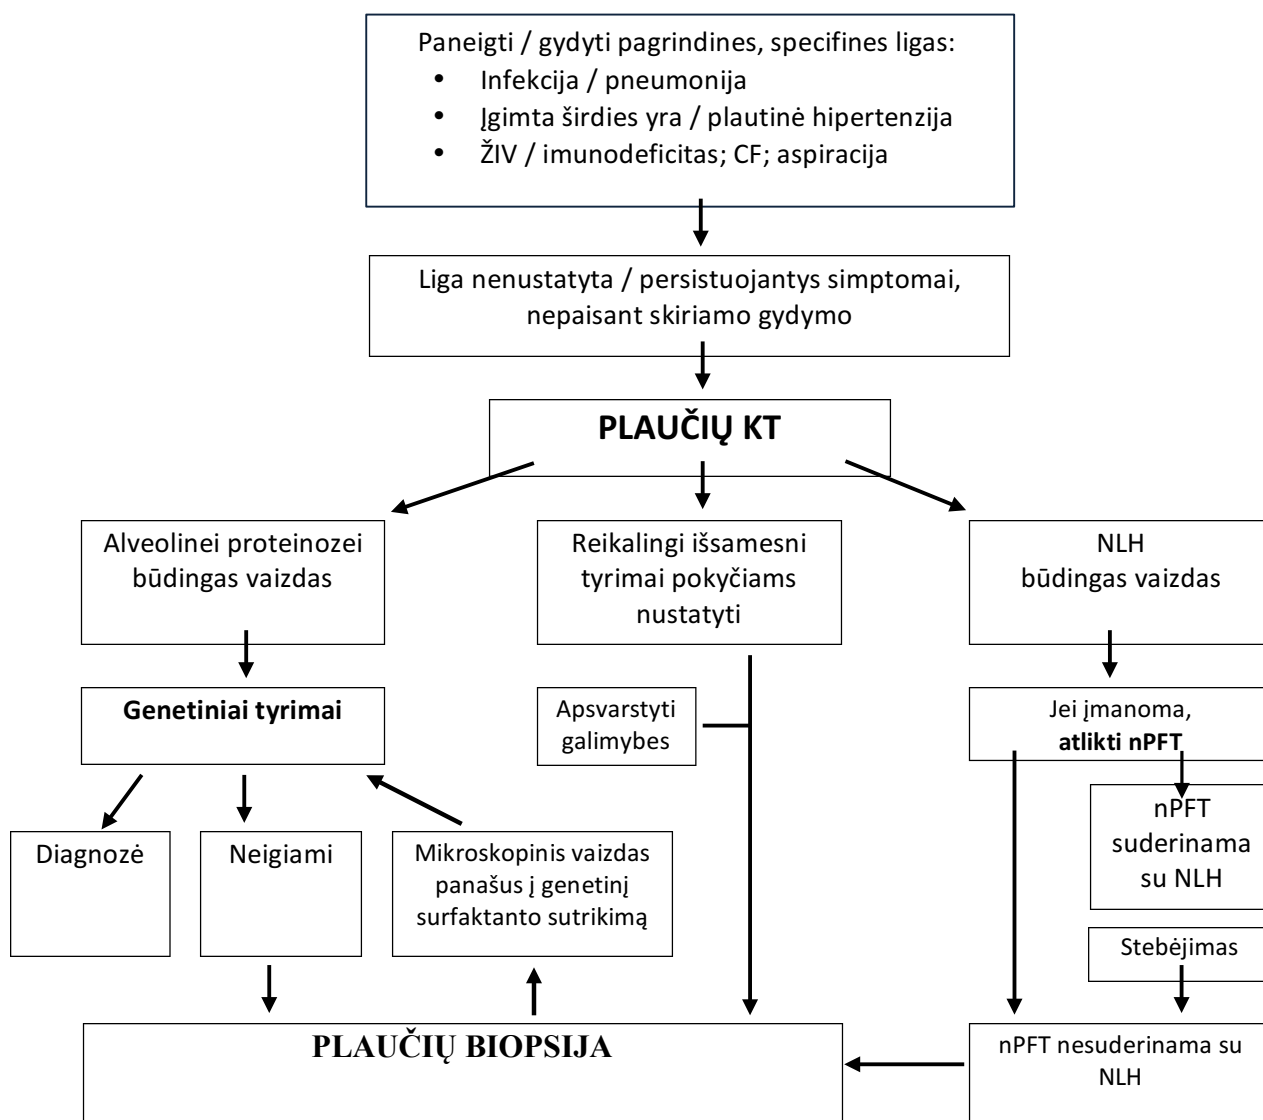 Paneigti / gydyti pagrindines, specifines ligas:
• Infekcija / pneumonija
• Įgimta širdies yra / plautinė hipertenzija
• ŽIV / imunodeficitas; CF; aspiracija
Liga nenustatyta / persistuojantys simptomai,
nepaisant skiriamo gydymo
PLAUČIŲ KT
Alveolinei proteinozei
būdingas vaizdas
Reikalingi išsamesni
tyrimai pokyčiams
nustatyti
NLH
būdingas vaizdas
Genetiniai tyrimai
Apsvarstyti
galimybes
Jei įmanoma,
atlikti nPFT
nPFT
suderinama
su NLH
Diagnozė
Neigiami
Mikroskopinis vaizdas
panašus į genetinį
surfaktanto sutrikimą
Stebėjimas
PLAUČIŲ BIOPSIJA
nPFT nesuderinama su
NLH